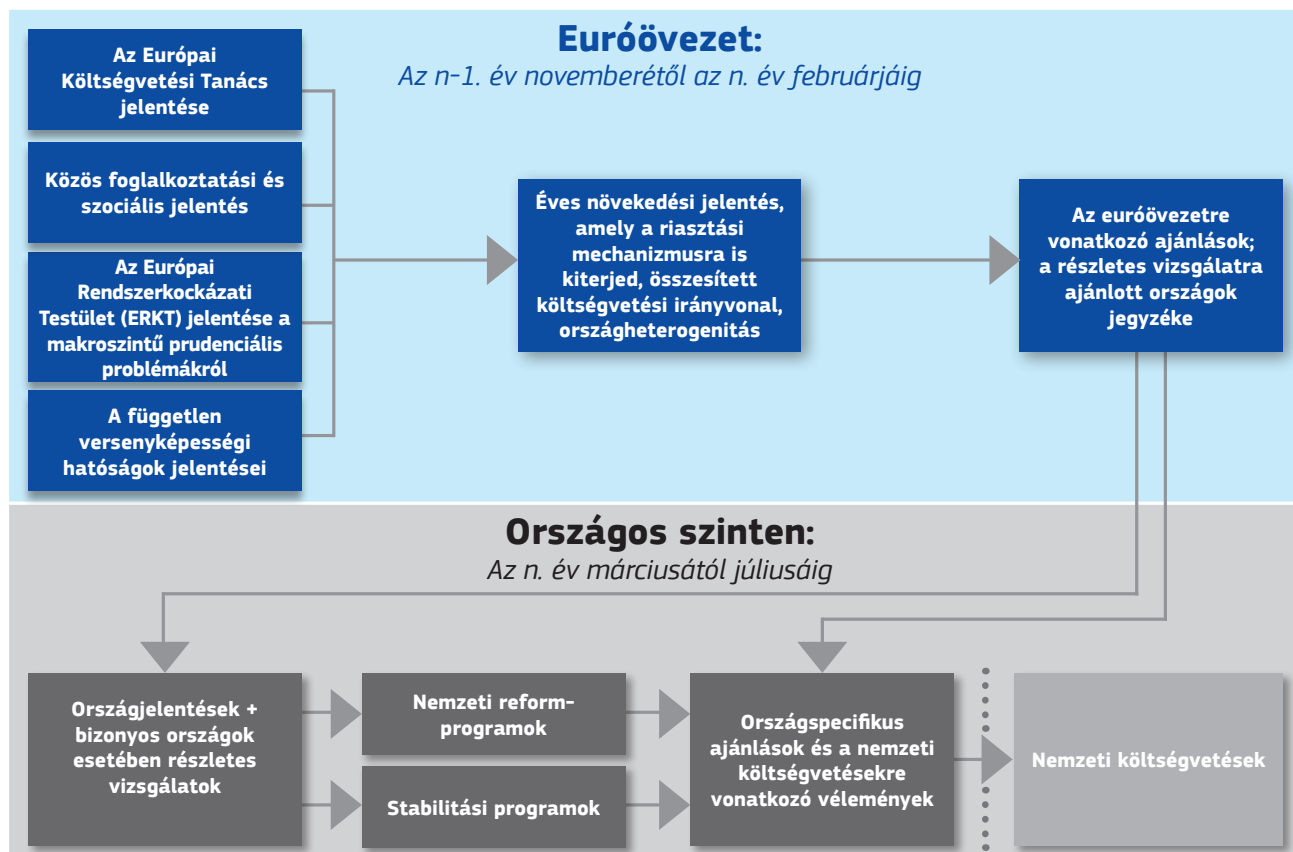 Euróövezet:
Az n-1. év novemberétől az n. év februárjáig
Az Európai
Költségvetési Tanács
jelentése
Közös foglalkoztatási és
szociális jelentés
Az Európai
Rendszerkockázati
Testület (ERKT) jelentése a
makroszintű prudenciális
problémákról
A független
versenyképességi
hatóságok jelentései
Éves növekedési jelentés,
amely a riasztási
mechanizmusra is
kiterjed, összesített
költségvetési irányvonal,
országheterogenitás
Az euróövezetre
vonatkozó ajánlások;
a részletes vizsgálatra
ajánlott országok
jegyzéke
Országos szinten:
Az n. év márciusától júliusáig
Országjelentések +
bizonyos országok
esetében részletes
vizsgálatok
Nemzeti reform-
programok
Stabilitási programok
Országspecifikus
ajánlások és a nemzeti
költségvetésekre
vonatkozó vélemények
Nemzeti költségvetések